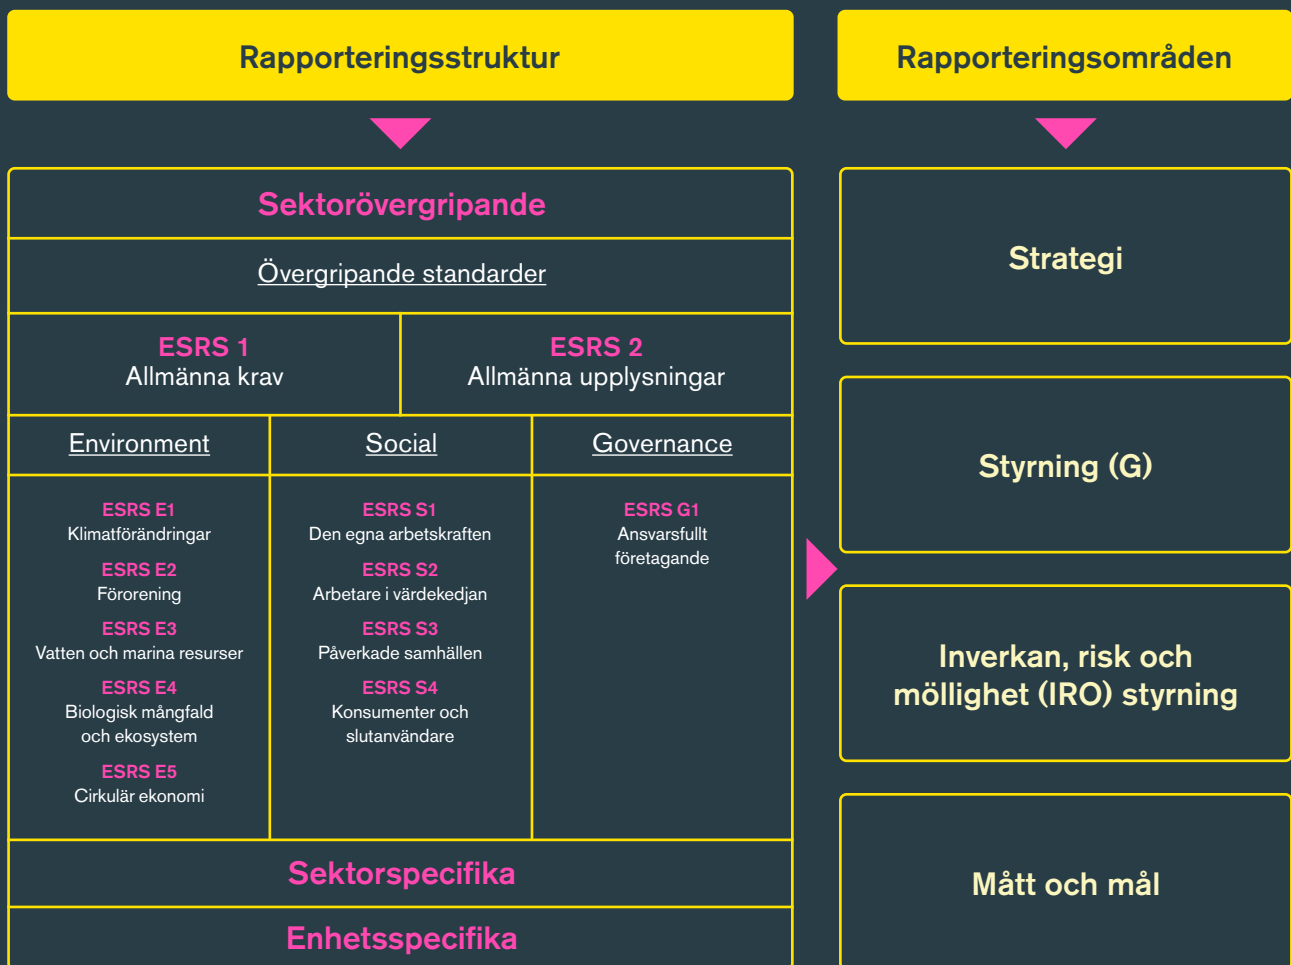 Rapporteringsstruktur
Rapporteringsområden
Sektorövergripande
Övergripande standarder
ESRS 1
Allmänna krav
ESRS 2
Allmänna upplysningar
Environment
Social
Governance
ESRS E1
Klimatförändringar
ESRS E2
Förorening
ESRS E3
Vatten och marina resurser
ESRS E4
Biologisk mångfald
och ekosystem
ESRS E5
Cirkulär ekonomi
ESRS S1
Den egna arbetskraften
ESRS S2
Arbetare i värdekedjan
ESRS S3
Påverkade samhällen
ESRS S4
Konsumenter och
slutanvändare
ESRS G1
Ansvarsfullt
företagande
Sektorspecifika
Enhetsspecifika
Strategi
Styrning (G)
Inverkan, risk och
möllighet (IRO) styrning
Mått och mål